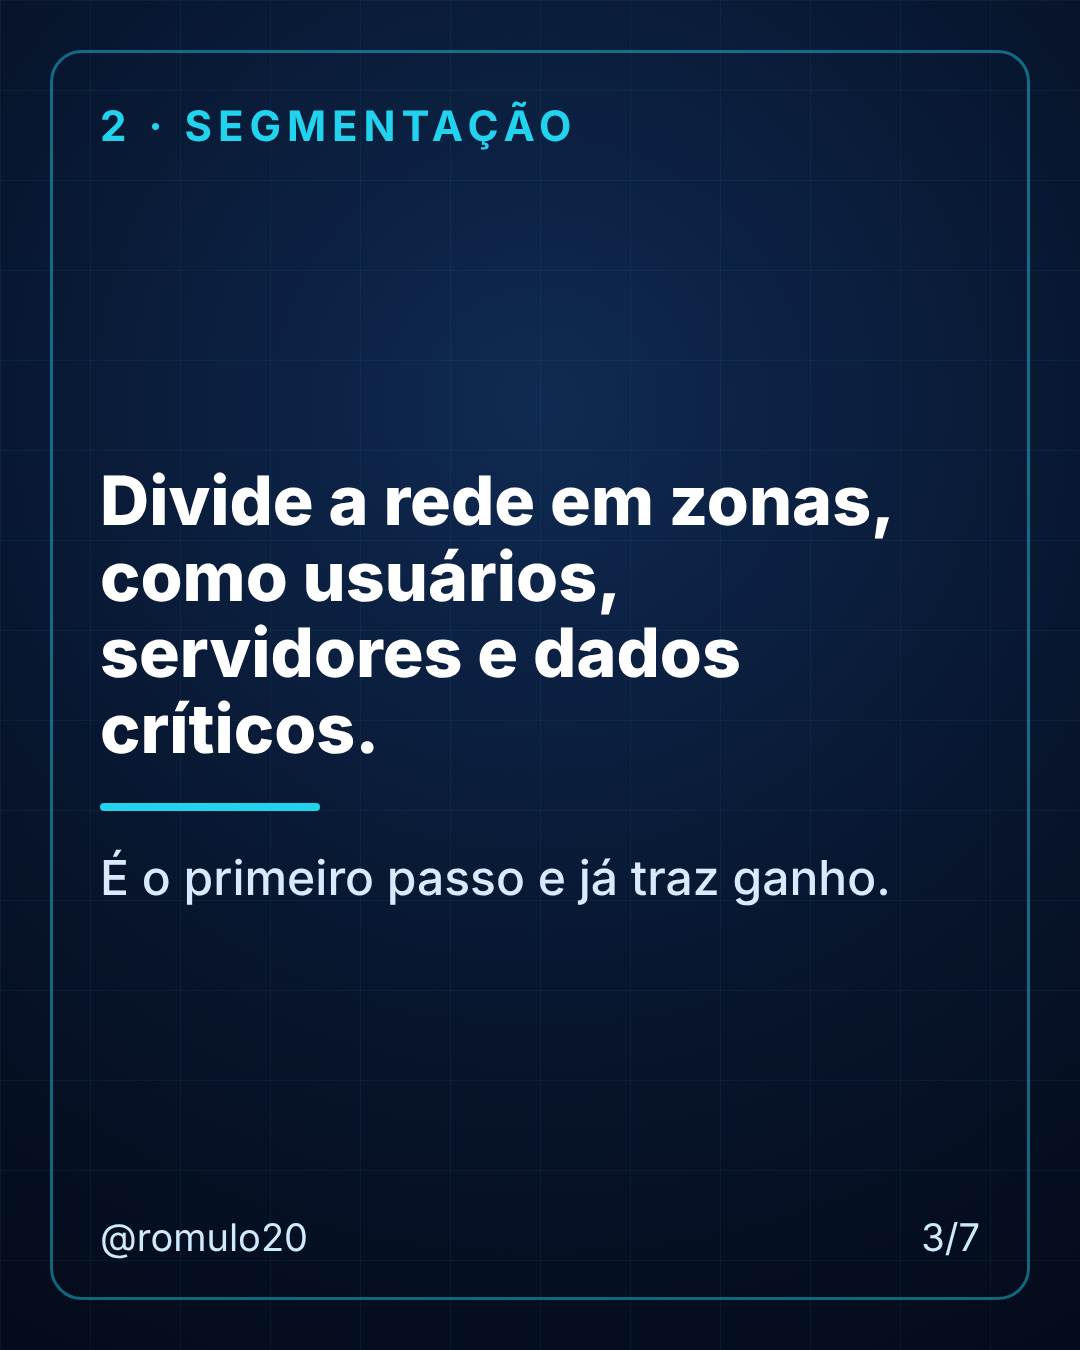 2 · SEGMENTAÇÃO
Divide a rede em zonas,
como usuários,
servidores e dados
críticos.
É o primeiro passo e já traz ganho.
@romulo20
3/7